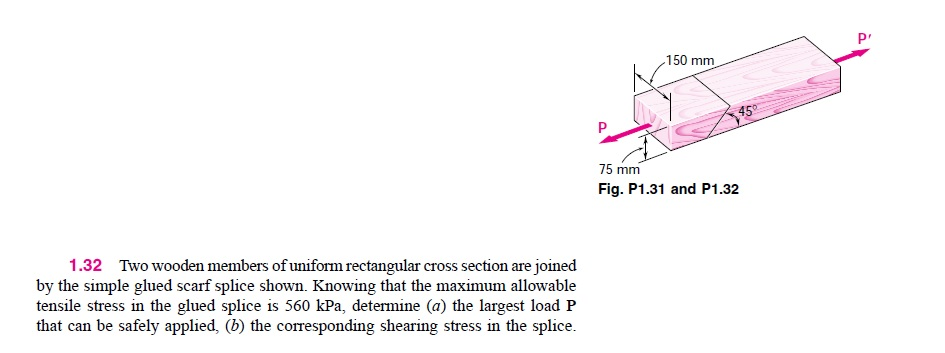 150 mm
P'
45°
P
75 mm
Fig. P1.31 and P1.32
1.32 Two wooden members of uniform rectangular cross section are joined
by the simple glued scarf splice shown. Knowing that the maximum allowable
tensile stress in the glued splice is 560 kPa, determine (a) the largest load P
that can be safely applied, (b) the corresponding shearing stress in the splice.